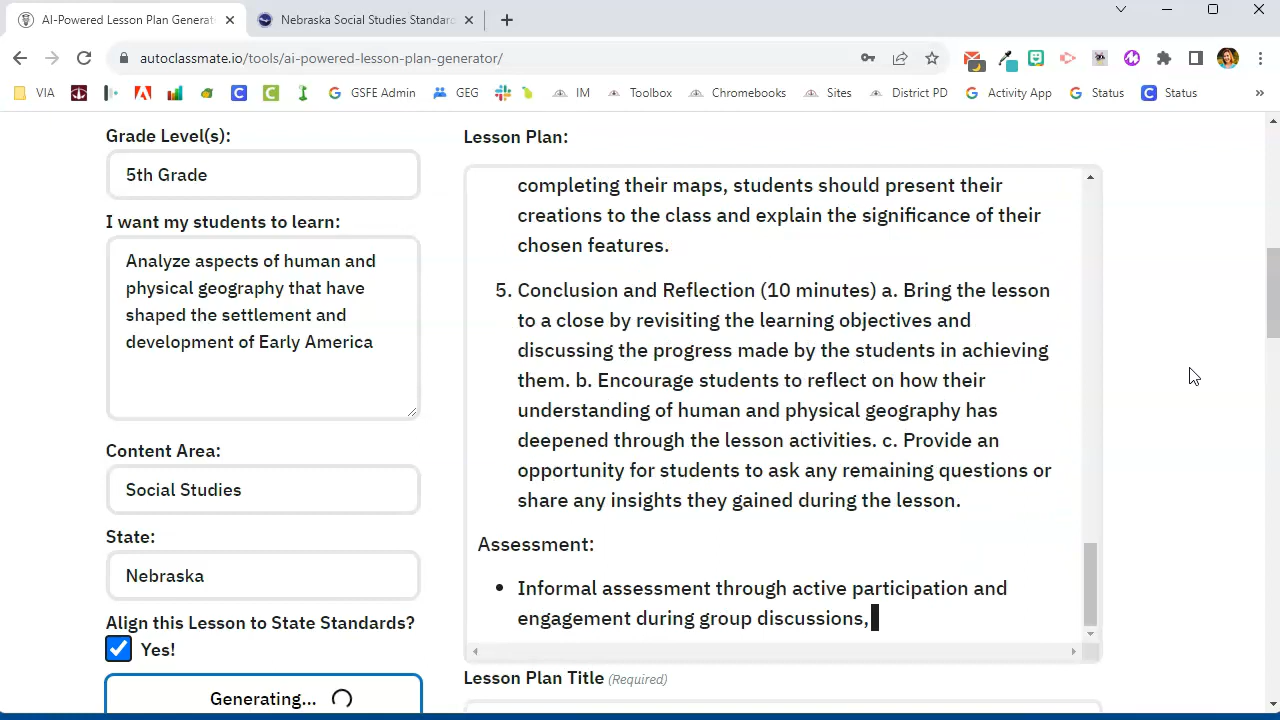 AI-Powered Lesson Plan Generat
Nebraska Social Studies Standard
autoclassmate.io/tools/ai-powered-lesson-plan-generator/
VIA
GSFE Admin
GEG
IM
Toolbox
Chromebooks
Sites
District PD
Activity App
Status
Status
Grade Level(s):
5th Grade
I want my students to learn:
Analyze aspects of human and
physical geography that have
shaped the settlement and
development of Early America
Content Area:
Social Studies
State:
Nebraska
Align this Lesson to State Standards?
Yes!
Generating...
Lesson Plan:
completing their maps, students should present their
creations to the class and explain the significance of their
chosen features.
5. Conclusion and Reflection (10 minutes) a. Bring the lesson
to a close by revisiting the learning objectives and
discussing the progress made by the students in achieving
them. b. Encourage students to reflect on how their
understanding of human and physical geography has
deepened through the lesson activities. c. Provide an
opportunity for students to ask any remaining questions or
share any insights they gained during the lesson.
Assessment:
• Informal assessment through active participation and
engagement during group discussions,
Lesson Plan Title (Required)